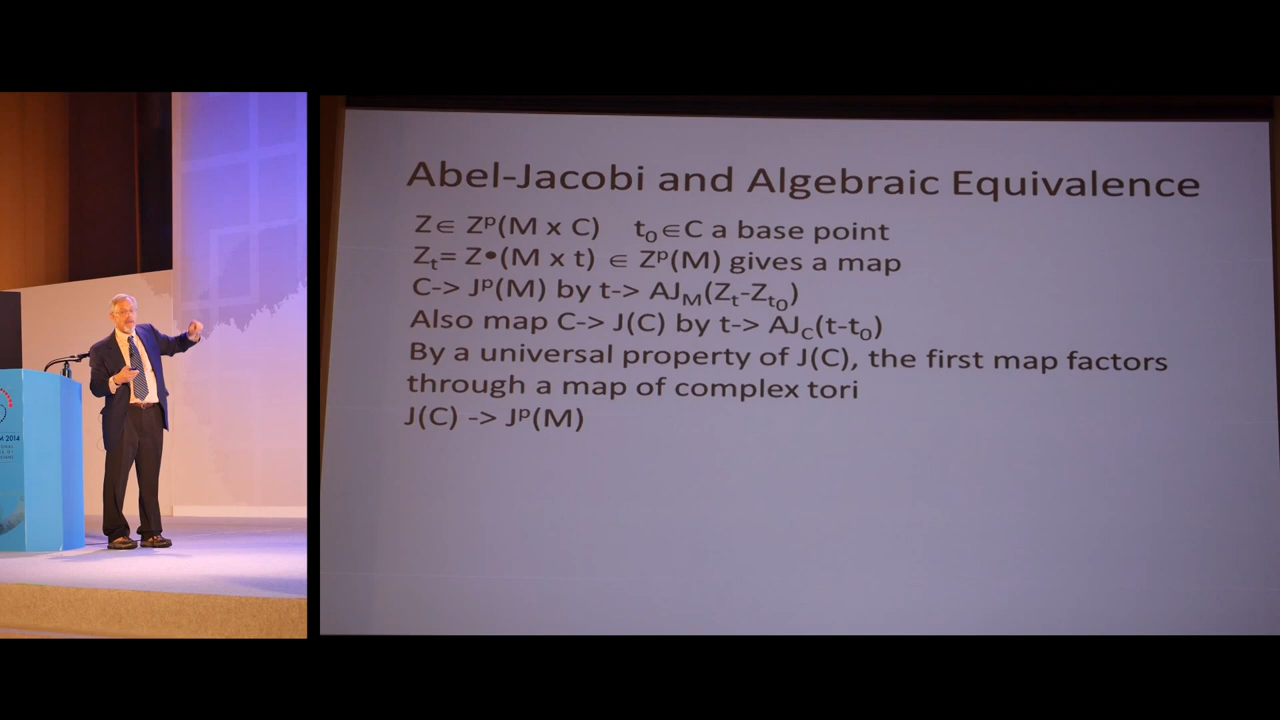 Abel-Jacobi and Algebraic Equivalence
Z∈ Zᵖ(M x C) t₀∈C a base point
Zₜ= Z•(M x t) ∈ Zᵖ(M) gives a map
C-> Jᵖ(M) by t-> AJ_M(Zₜ-Z_t₀)
Also map C-> J(C) by t-> AJ_C(t-t₀)
By a universal property of J(C), the first map factors
through a map of complex tori
J(C) -> Jᵖ(M)
M 2014